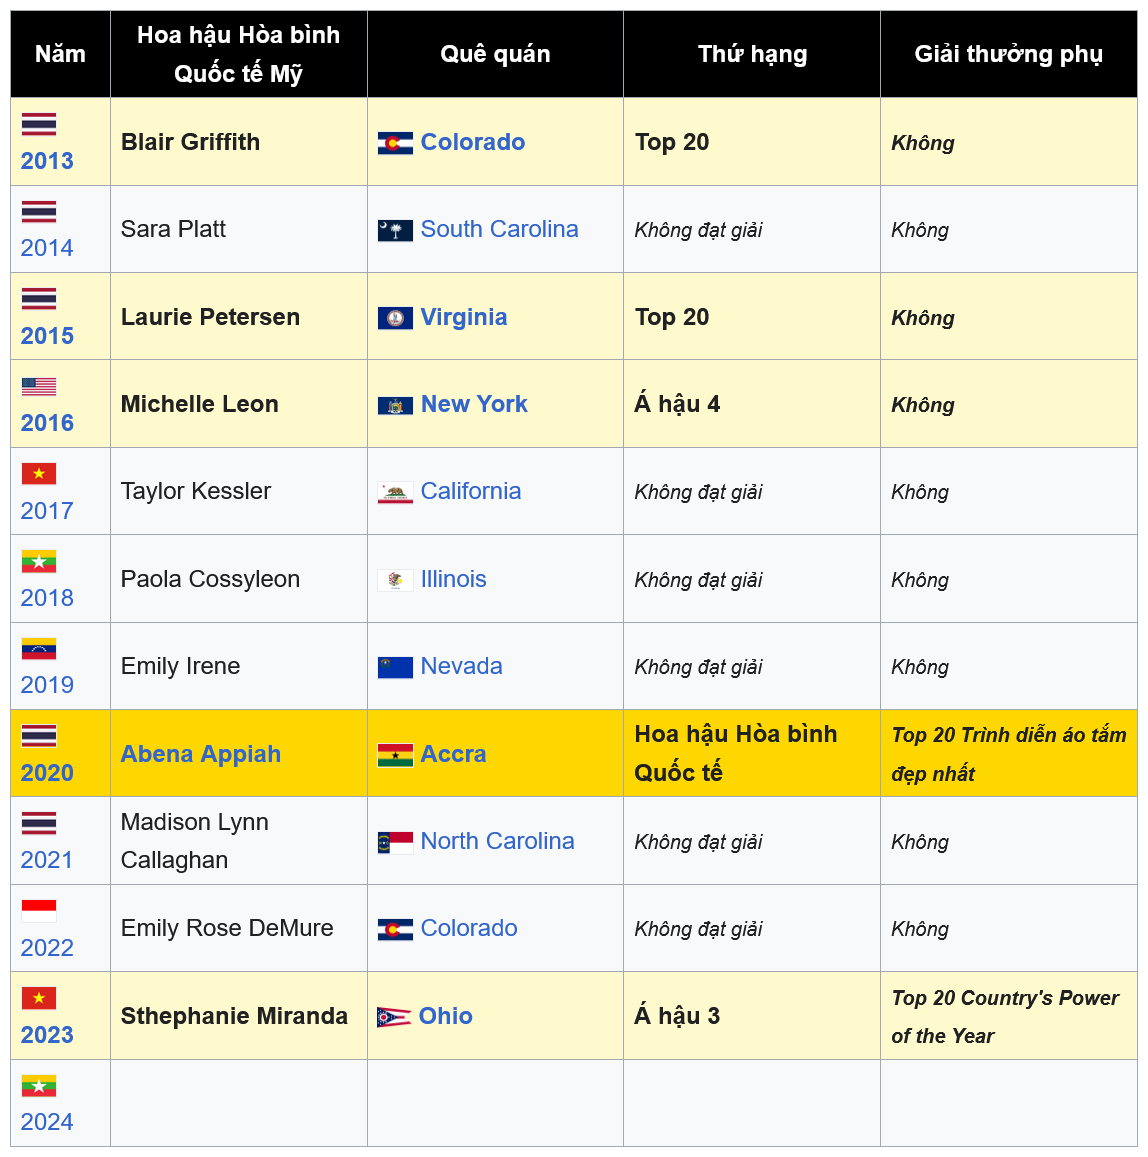 Năm
Hoa hậu Hòa bình
Quốc tế Mỹ
Quê quán
Thứ hạng
Giải thưởng phụ
2013
Blair Griffith
Colorado
Top 20
Không
2014
Sara Platt
South Carolina
Không đạt giải
Không
2015
Laurie Petersen
Virginia
Top 20
Không
2016
Michelle Leon
New York
Á hậu 4
Không
2017
Taylor Kessler
California
Không đạt giải
Không
2018
Paola Cossyleon
Illinois
Không đạt giải
Không
2019
Emily Irene
Nevada
Không đạt giải
Không
2020
Abena Appiah
Accra
Hoa hậu Hòa bình
Quốc tế
Top 20 Trình diễn áo tắm
đẹp nhất
2021
Madison Lynn
Callaghan
North Carolina
Không đạt giải
Không
2022
Emily Rose DeMure
Colorado
Không đạt giải
Không
2023
Sthephanie Miranda
Ohio
Á hậu 3
Top 20 Country's Power
of the Year
2024